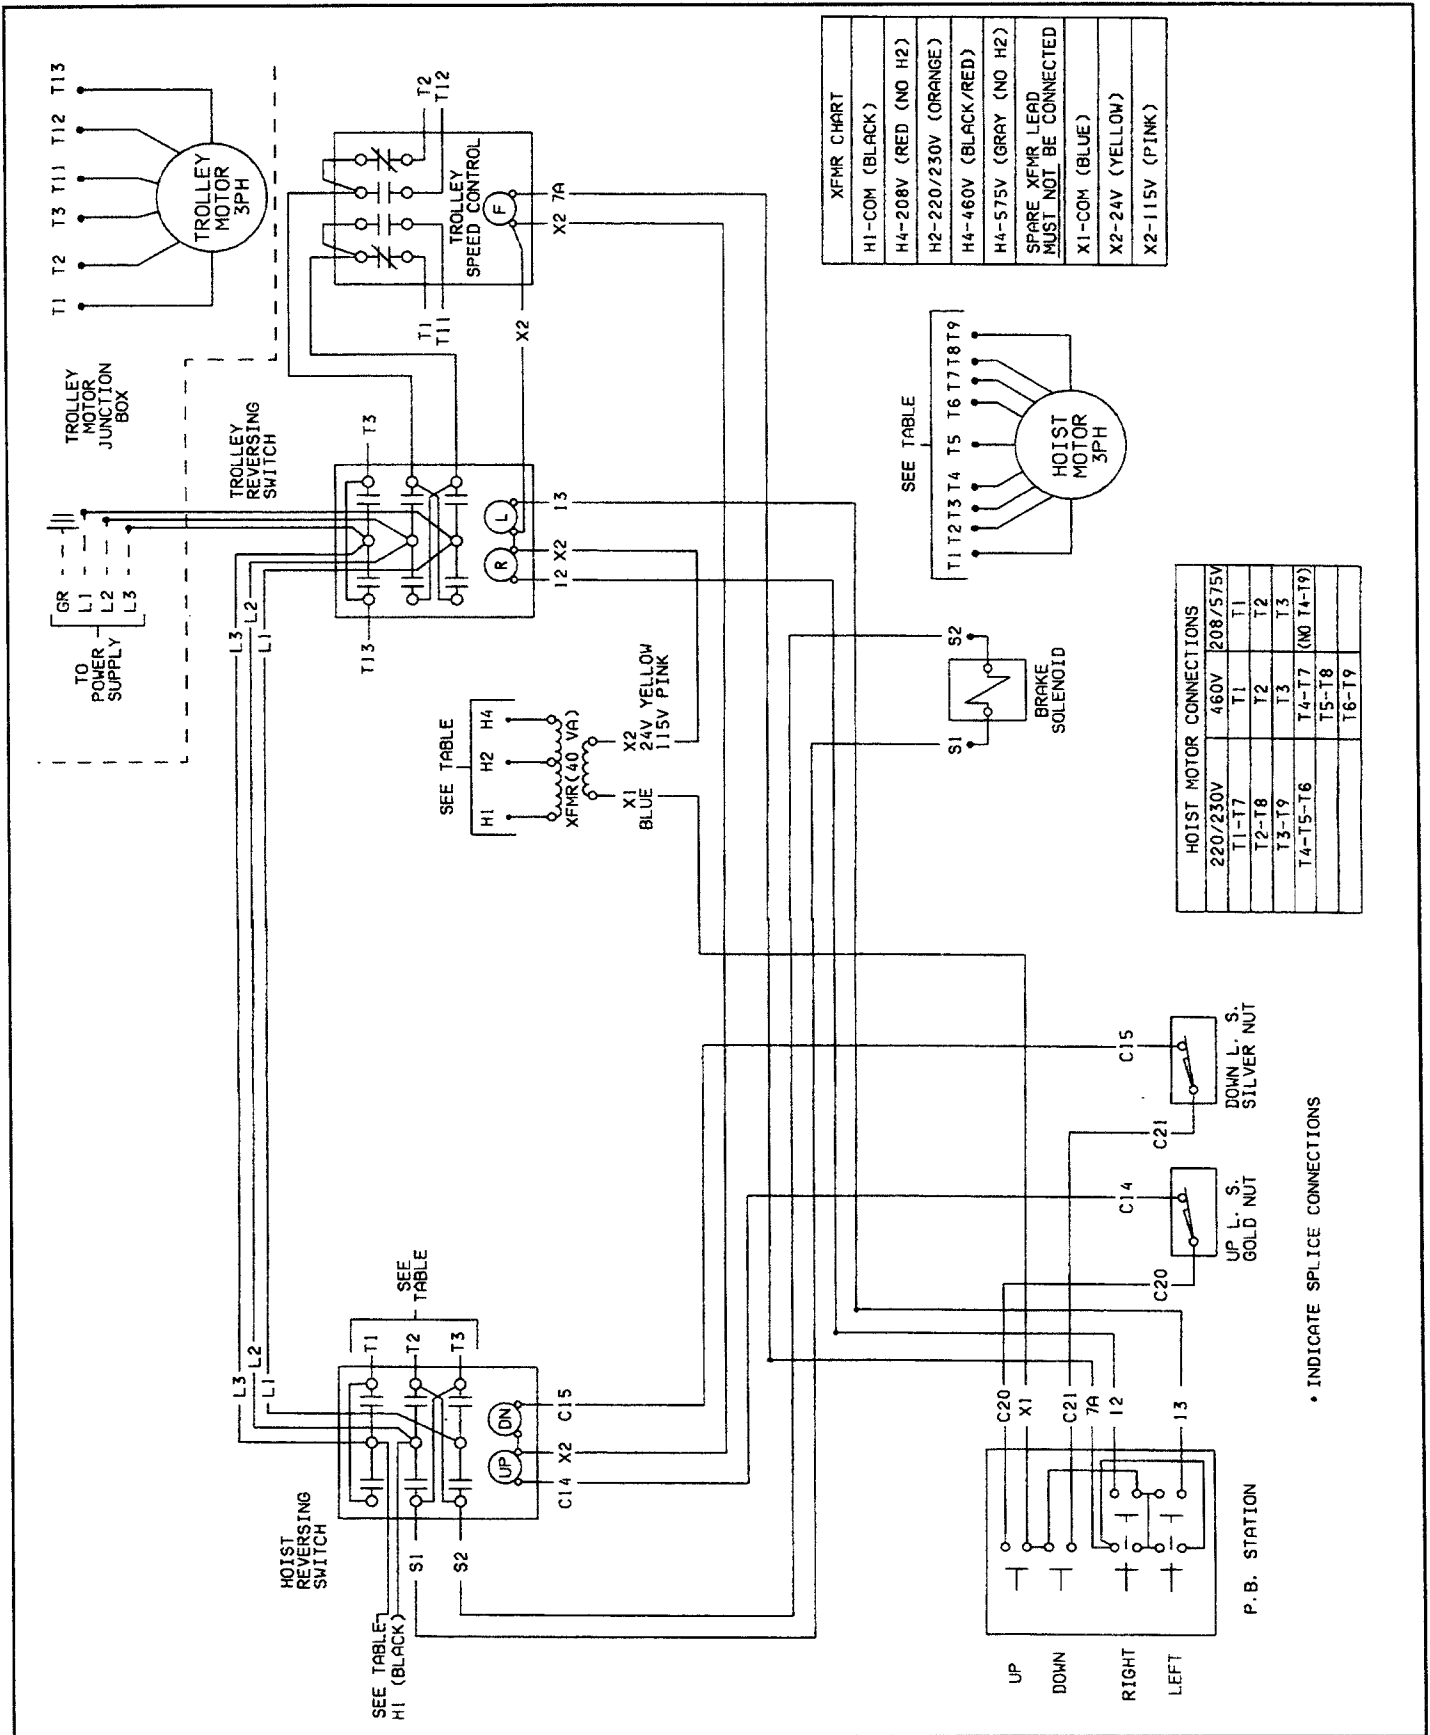 HOIST
REVERSING
SWITCH
SEE TABLE
H1 (BLACK)
S1
S2
L3
L2
L1
T1
T2
T3
SEE
TABLE
UP
DN
C14
X2
C15
L3
L2
L1
TO
POWER
SUPPLY
GR
L1
L2
L3
TROLLEY
MOTOR
JUNCTION
BOX
T1 T2 T3 T11 T12 T13
TROLLEY
MOTOR
3PH
TROLLEY
REVERSING
SWITCH
T13
T3
R
L
12
X2
13
T1
T11
T2
T12
TROLLEY
SPEED CONTROL
F
X2
X2
7A
SEE TABLE
H1 H2 H4
XFMR(40 VA)
X1
BLUE
X2
24V YELLOW
115V PINK
S1
S2
BRAKE
SOLENOID
SEE TABLE
T1 T2 T3 T4 T5 T6 T7 T8 T9
HOIST
MOTOR
3PH
XFMR CHART
H1-COM (BLACK)
H4-208V (RED (NO H2)
H2-220/230V (ORANGE)
H4-460V (BLACK/RED)
H4-575V (GRAY (NO H2)
SPARE XFMR LEAD
MUST NOT BE CONNECTED
X1-COM (BLUE)
X2-24V (YELLOW)
X2-115V (PINK)
UP
DOWN
RIGHT
LEFT
P.B. STATION
C20
X1
C21
7A
12
13
C20
C14
UP L. S.
GOLD NUT
C21
C15
DOWN L. S.
SILVER NUT
HOIST MOTOR CONNECTIONS
220/230V 460V 208/575V
T1-T7 T1 T1
T2-T8 T2 T2
T3-T9 T3 T3
T4-T5-T6 T4-T7 (NO T4-T9)
T5-T8
T6-T9
• INDICATE SPLICE CONNECTIONS